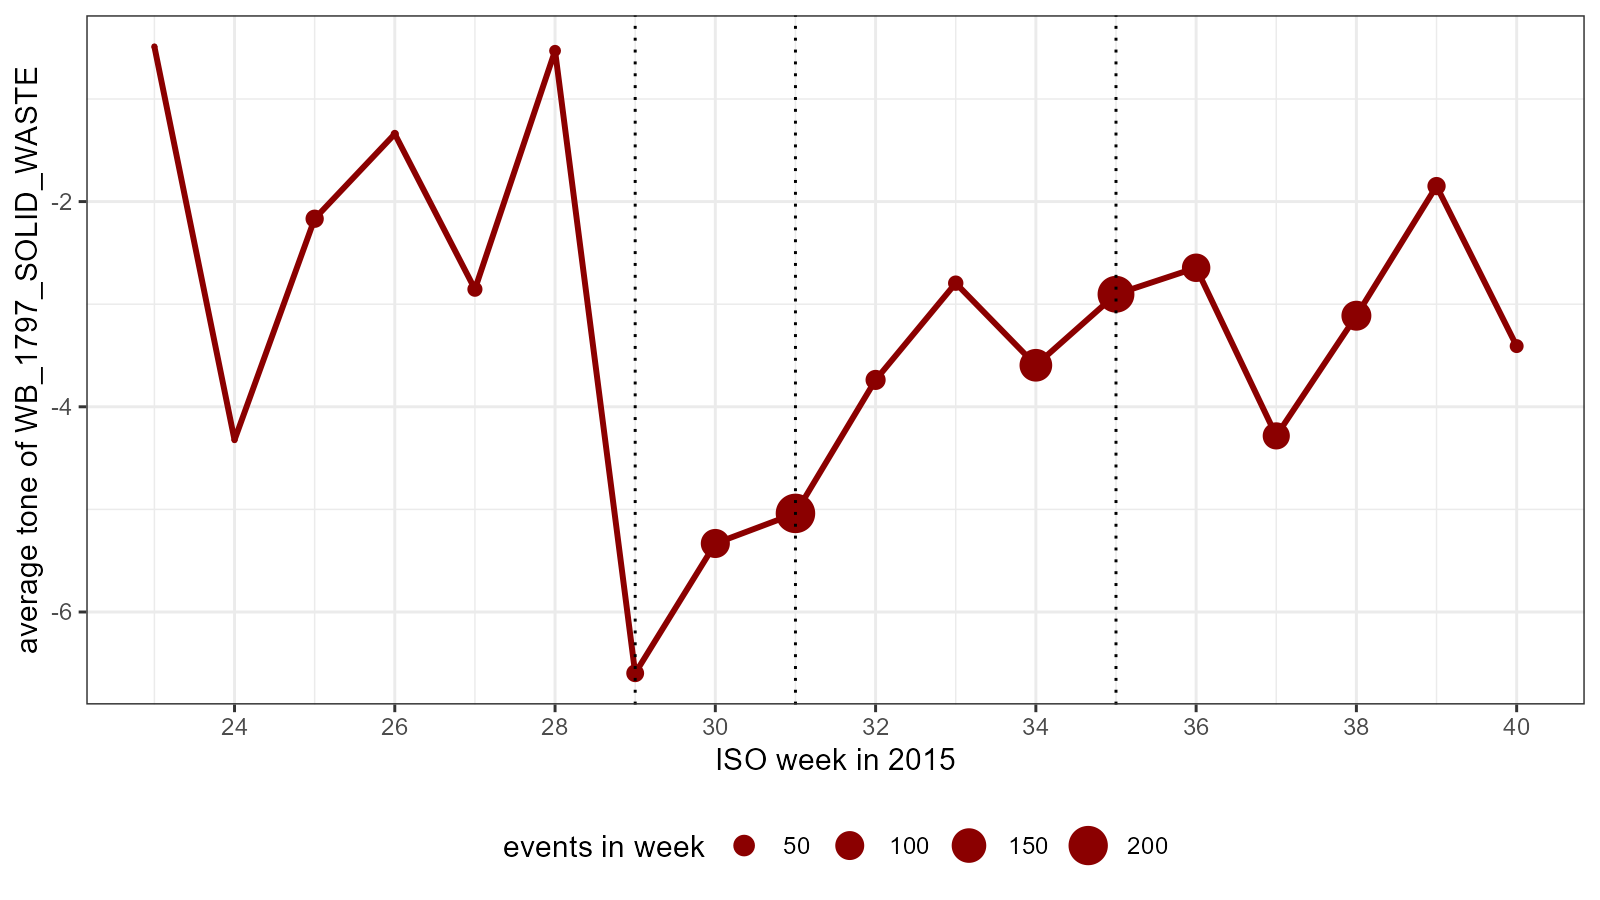 average tone of WB_1797_SOLID_WASTE
-2
-4
-6
24 26 28 30 32 34 36 38 40
ISO week in 2015
events in week 50 100 150 200